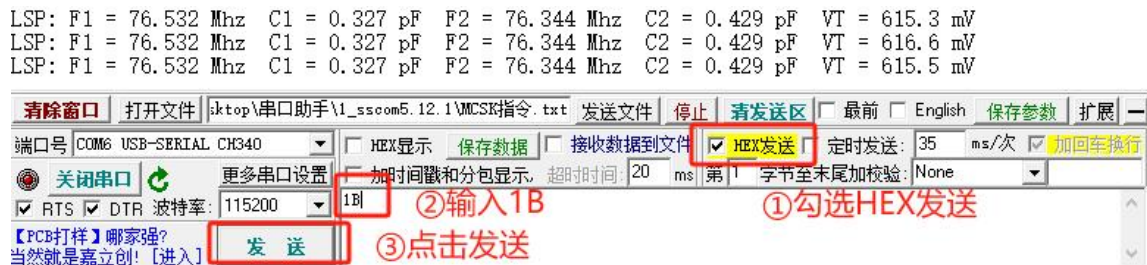 LSP: F1 = 76.532 Mhz C1 = 0.327 pF F2 = 76.344 Mhz C2 = 0.429 pF VT = 615.3 mV
LSP: F1 = 76.532 Mhz C1 = 0.327 pF F2 = 76.344 Mhz C2 = 0.429 pF VT = 616.6 mV
LSP: F1 = 76.532 Mhz C1 = 0.327 pF F2 = 76.344 Mhz C2 = 0.429 pF VT = 615.5 mV
清除窗口 打开文件 sktop\串口助手\1_sscom5.12.1\MCSK指令.txt 发送文件 停止 清发送区 最前 English 保存参数 扩展 —
端口号 COM6 USB-SERIAL CH340 HEX显示 保存数据 接收数据到文件 HEX发送 定时发送: 35 ms/次 加回车换行
关闭串口 更多串口设置 加时间戳和分包显示, 超时时间: 20 ms 第 1 字节至末尾加校验: None
RTS DTR 波特率: 115200 1B ②输入1B ①勾选HEX发送
【PCB打样】哪家强? 发 送 ③点击发送
当然就是嘉立创! [进入]